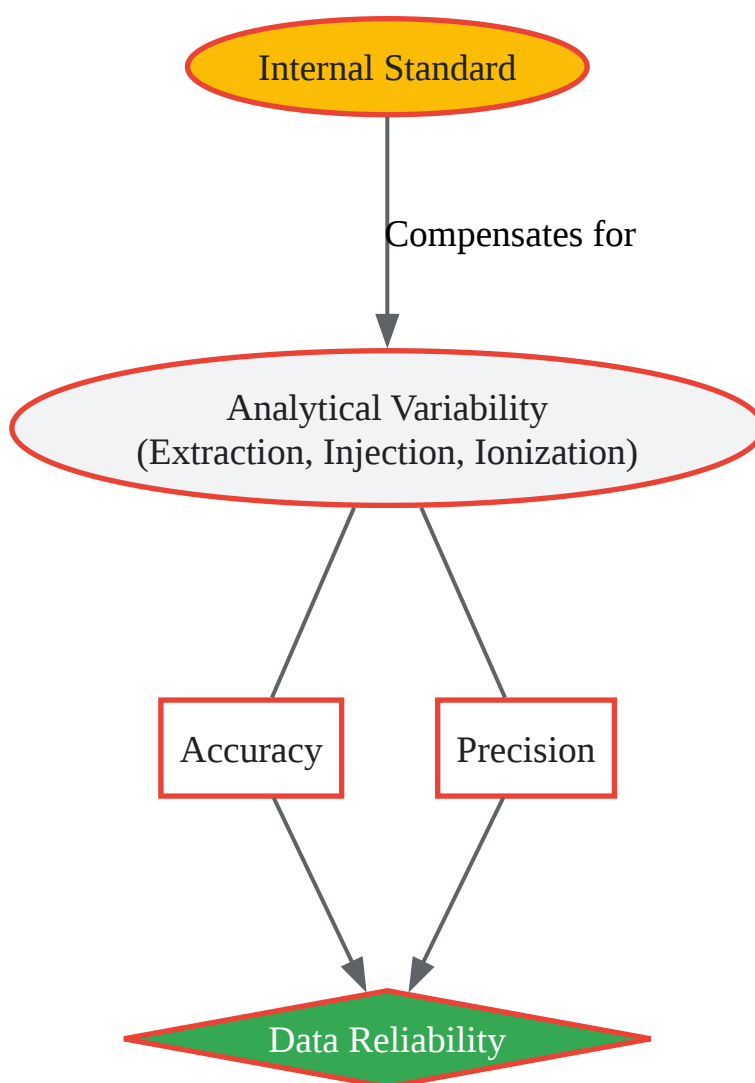 Internal Standard
Compensates for
Analytical Variability
(Extraction, Injection, Ionization)
Accuracy
Precision
Data Reliability